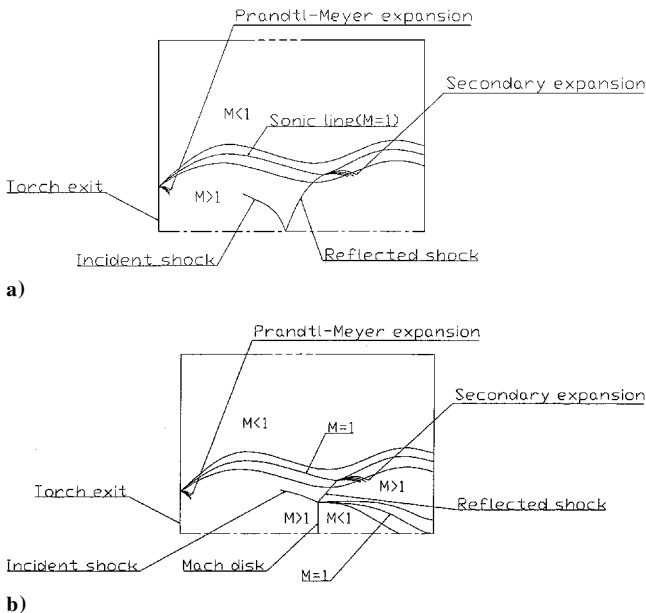 Prandtl-Meyer expansion
Secondary expansion
M<1
Sonic line(M=1)
Torch exit
M>1
Incident shock
Reflected shock
a)
Prandtl-Meyer expansion
Secondary expansion
M<1
M=1
M>1
Torch exit
Reflected shock
M>1
M<1
Incident shock
Mach disk
M=1
b)